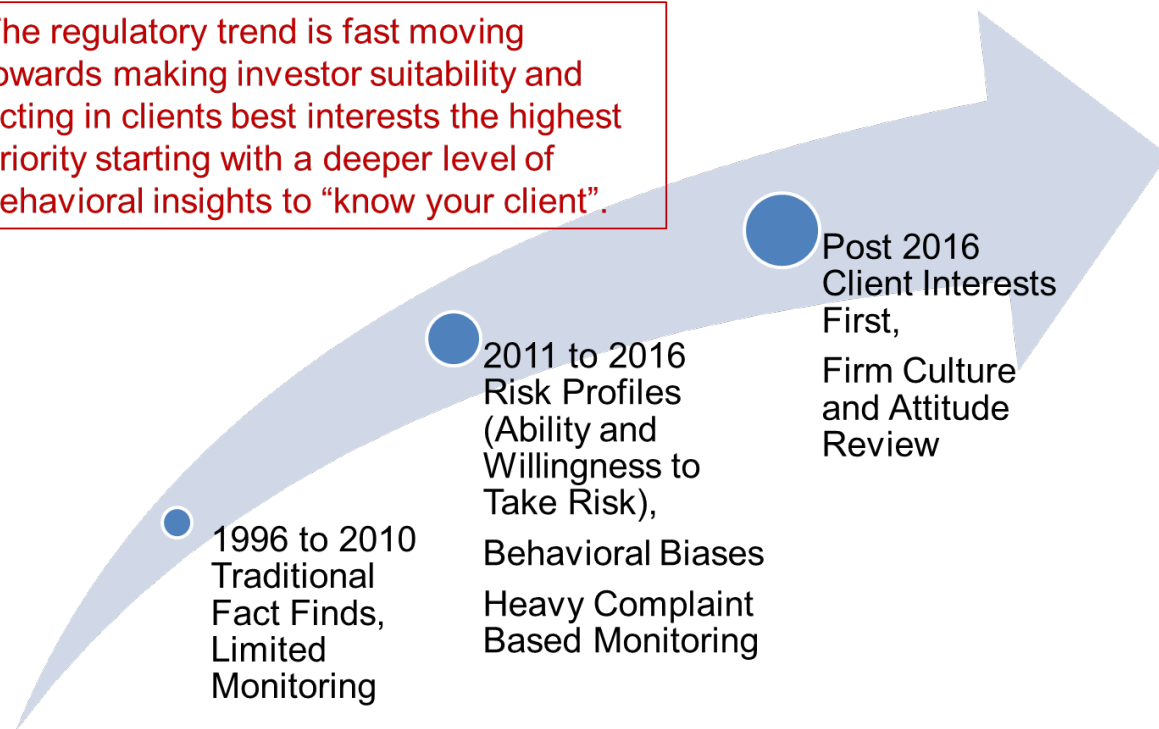 he regulatory trend is fast moving
owards making investor suitability and
cting in clients best interests the highest
riority starting with a deeper level of
ehavioral insights to “know your client”.
Post 2016
Client Interests
First,
Firm Culture
and Attitude
Review
2011 to 2016
Risk Profiles
(Ability and
Willingness to
Take Risk),
Behavioral Biases
Heavy Complaint
Based Monitoring
1996 to 2010
Traditional
Fact Finds,
Limited
Monitoring